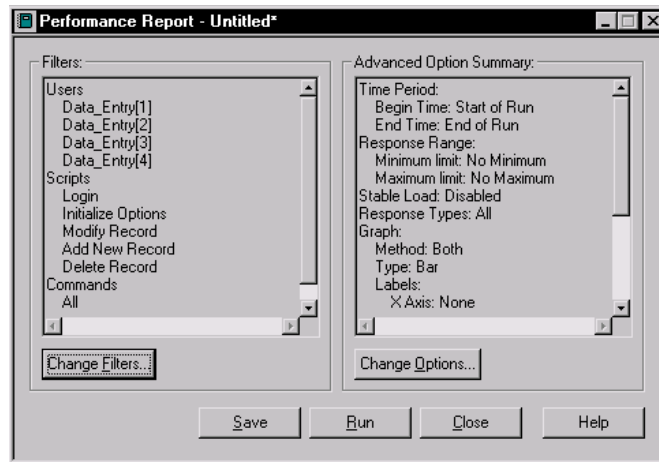 Performance Report - Untitled*
Filters:
Users
Data_Entry[1]
Data_Entry[2]
Data_Entry[3]
Data_Entry[4]
Scripts
Login
Initialize Options
Modify Record
Add New Record
Delete Record
Commands
All
Change Filters...
Advanced Option Summary:
Time Period:
Begin Time: Start of Run
End Time: End of Run
Response Range:
Minimum limit: No Minimum
Maximum limit: No Maximum
Stable Load: Disabled
Response Types: All
Graph:
Method: Both
Type: Bar
Labels:
X Axis: None
Change Options...
Save
Run
Close
Help